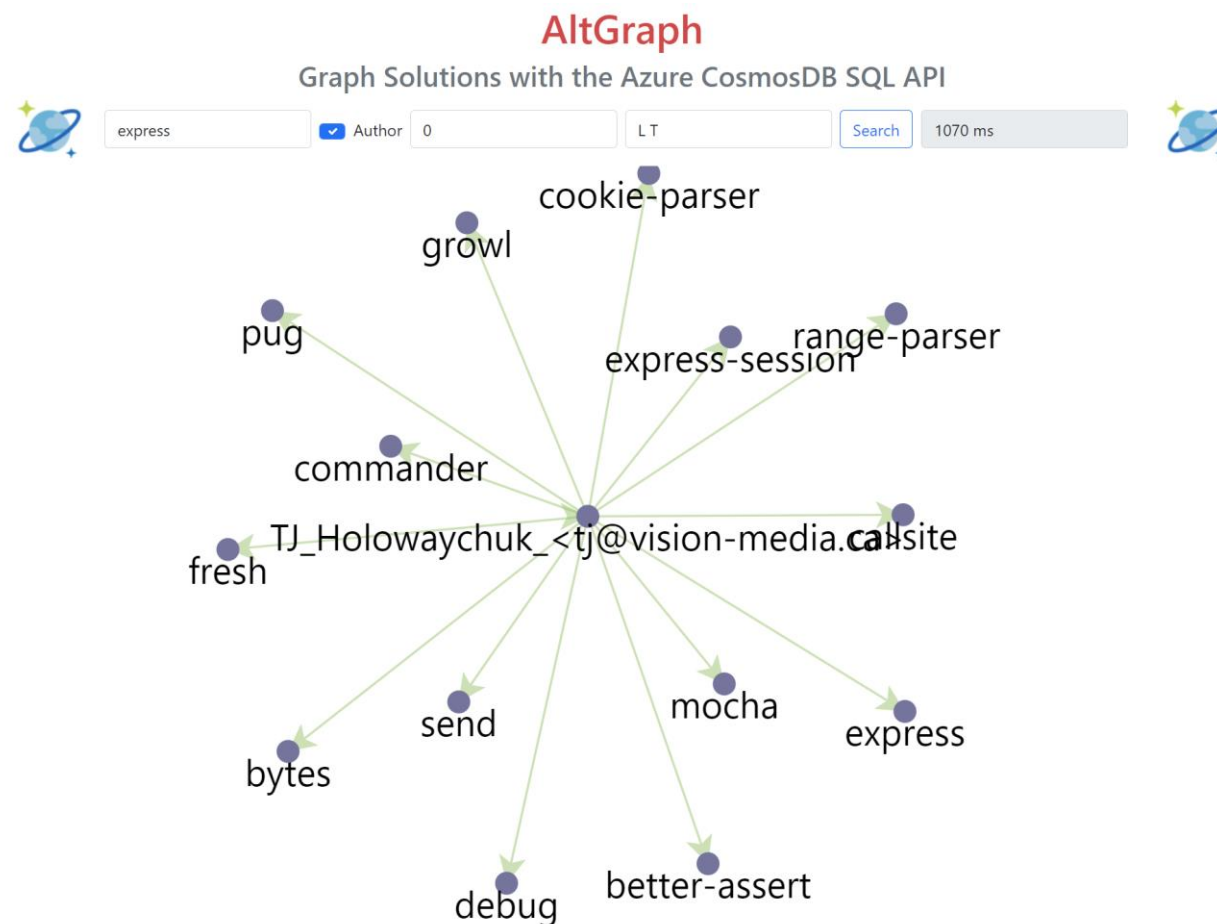 AltGraph
Graph Solutions with the Azure CosmosDB SQL API
express
Author
0
L T
Search
1070 ms
cookie-parser
growl
pug
range-parser
express-session
commander
TJ_Holowaychuk_<tj@vision-media.ca>
callsite
fresh
mocha
send
express
bytes
better-assert
debug